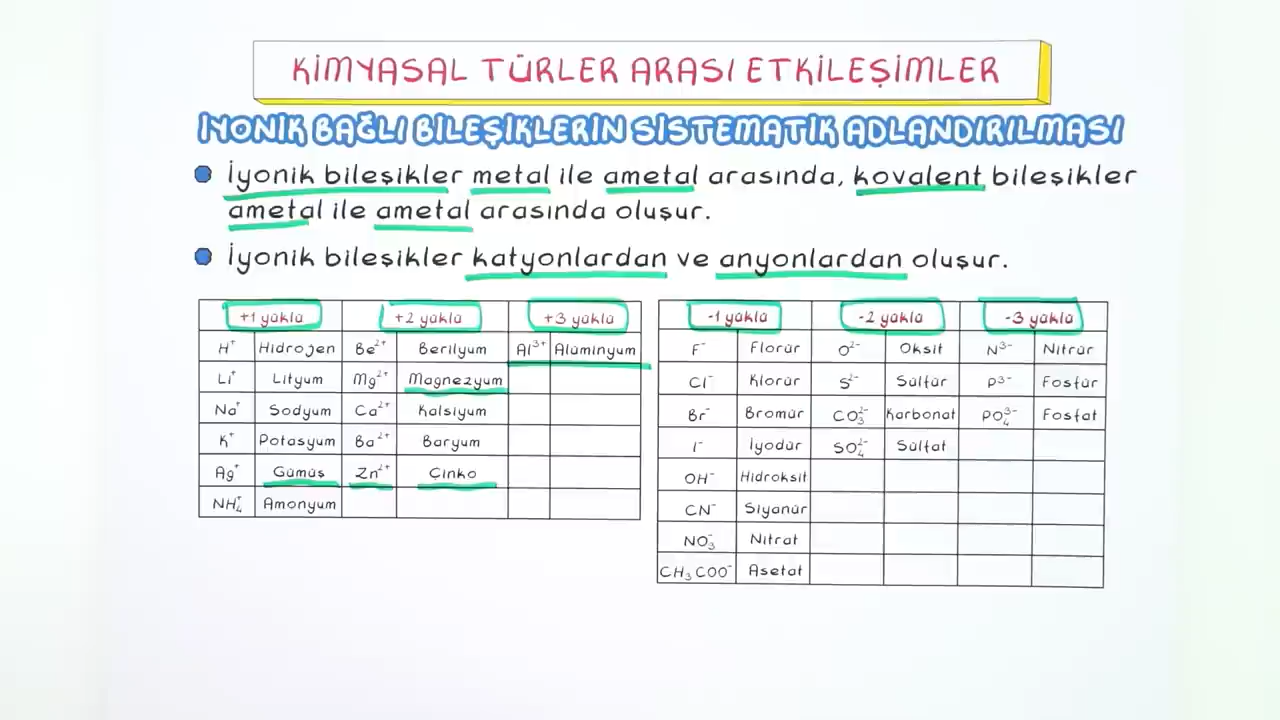 KİMYASAL TÜRLER ARASI ETKİLEŞİMLER
İYONİK BAĞLI BİLEŞİKLERİN SİSTEMATİK ADLANDIRILMASI
İyonik bileşikler metal ile ametal arasında, kovalent bileşikler
ametal ile ametal arasında oluşur.
İyonik bileşikler katyonlardan ve anyonlardan oluşur.
+1 yüklü +2 yüklü +3 yüklü
H⁺ Hidrojen Be²⁺ Berilyum Al³⁺ Alüminyum
Li⁺ Lityum Mg²⁺ Magnezyum
Na⁺ Sodyum Ca²⁺ Kalsiyum
K⁺ Potasyum Ba²⁺ Baryum
Ag⁺ Gümüş Zn²⁺ Çinko
NH₄⁺ Amonyum
-1 yüklü -2 yüklü -3 yüklü
F⁻ Florür O²⁻ Oksit N³⁻ Nitrür
Cl⁻ Klorür S²⁻ Sülfür P³⁻ Fosfür
Br⁻ Bromür CO₃²⁻ Karbonat PO₄³⁻ Fosfat
I⁻ İyodür SO₄²⁻ Sülfat
OH⁻ Hidroksit
CN⁻ Siyanür
NO₃⁻ Nitrat
CH₃COO⁻ Asetat